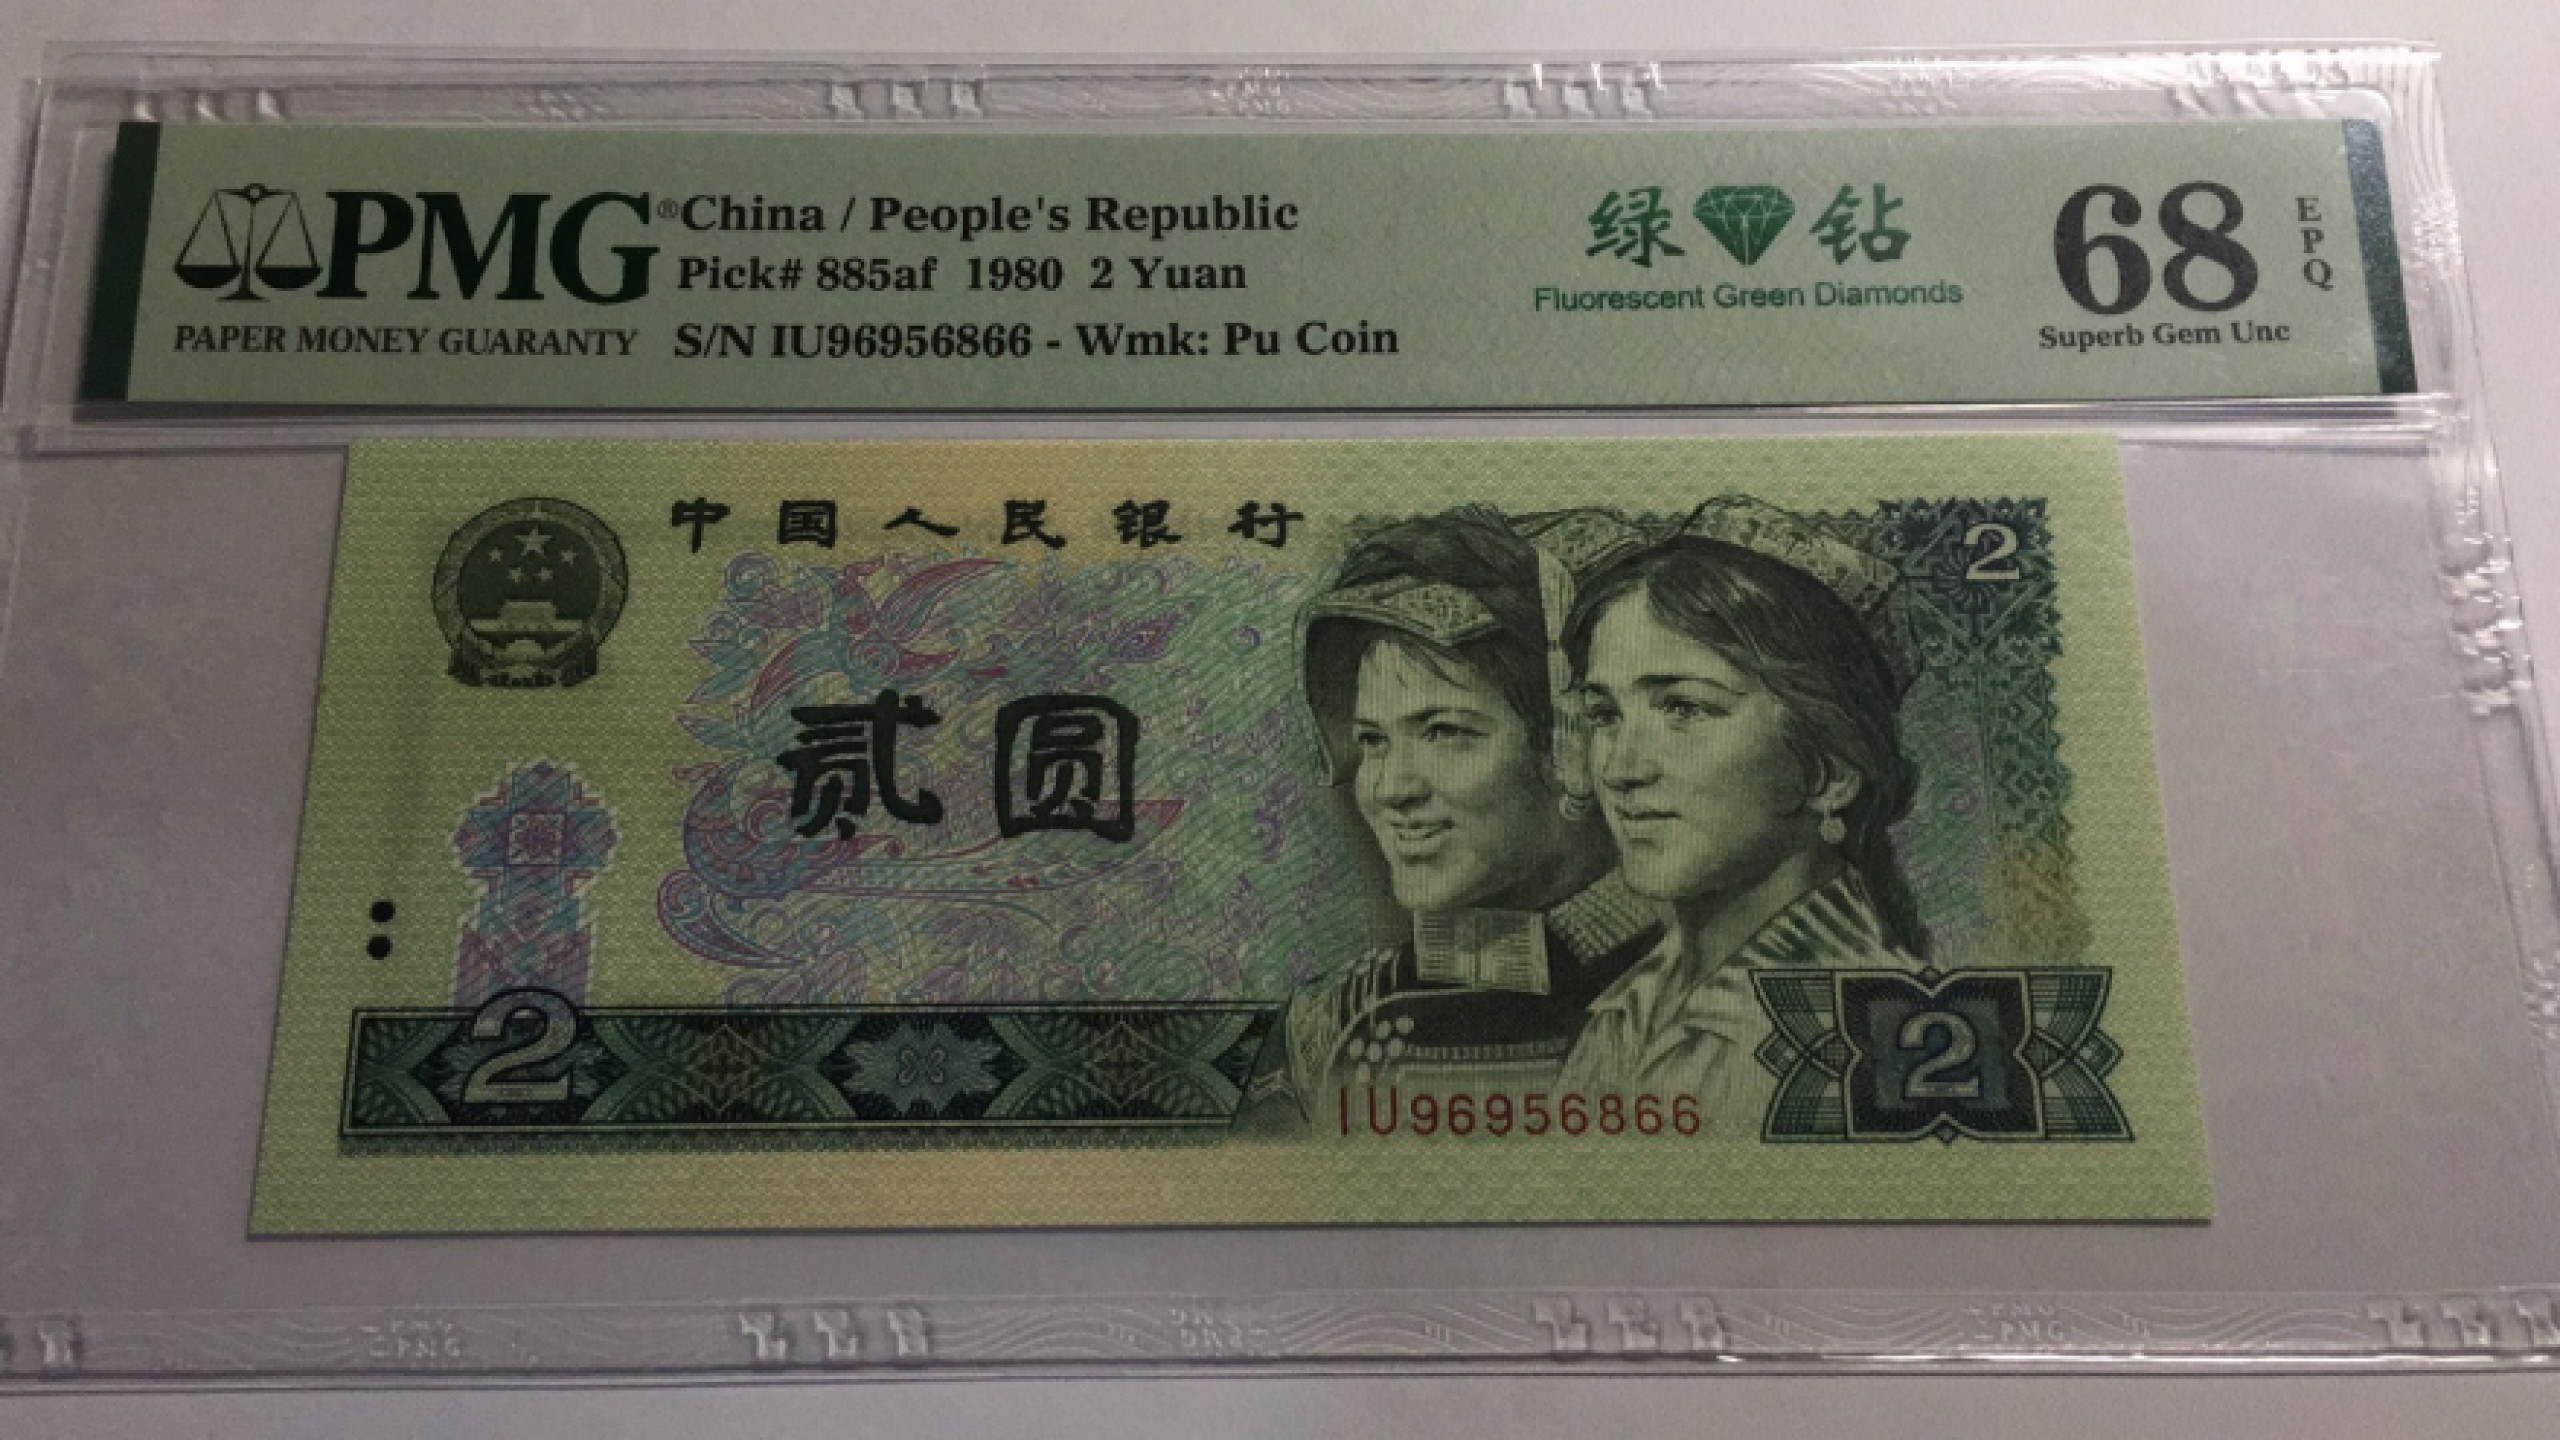 PMG® China / People's Republic
Pick# 885af 1980 2 Yuan
PAPER MONEY GUARANTY S/N IU96956866 - Wmk: Pu Coin
绿 钻
Fluorescent Green Diamonds
68
EPQ
Superb Gem Unc
中国人民银行
2
贰圆
2
2
IU96956866